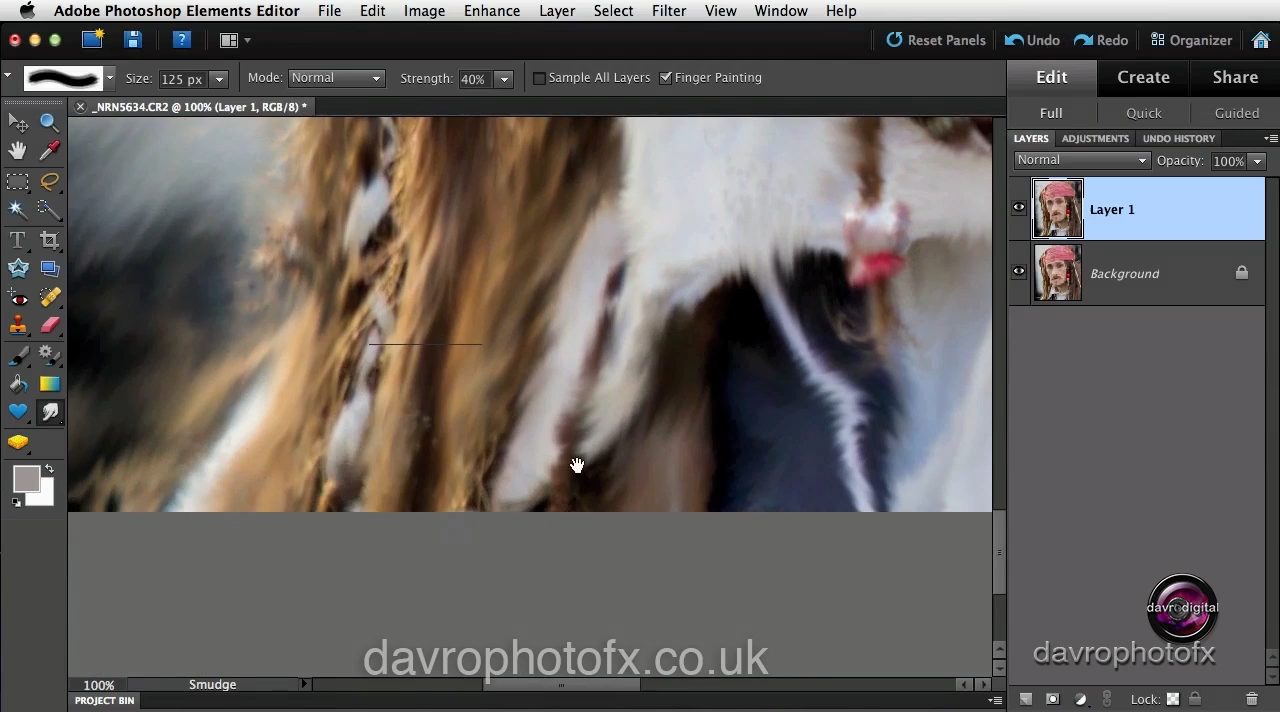 Adobe Photoshop Elements Editor File Edit Image Enhance Layer Select Filter View Window Help
Reset Panels Undo Redo Organizer
Size: 125 px Mode: Normal Strength: 40% Sample All Layers Finger Painting
Edit Create Share
_NRN5634.CR2 @ 100% (Layer 1, RGB/8) *
Full Quick Guided
LAYERS ADJUSTMENTS UNDO HISTORY
Normal Opacity: 100%
Layer 1
Background
davro digital
davrophotofx.co.uk
davrophotofx
100% Smudge
Lock:
PROJECT BIN